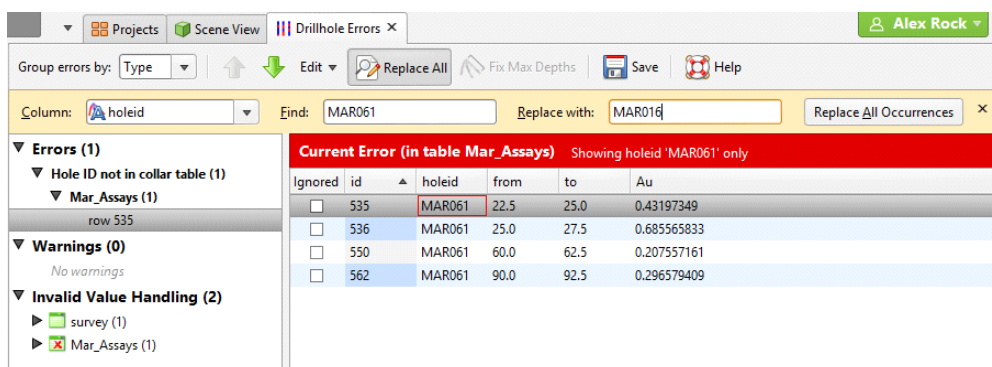 Projects Scene View Drillhole Errors Alex Rock
Group errors by: Type Edit Replace All Fix Max Depths Save Help
Column: holeid Find: MAR061 Replace with: MAR016 Replace All Occurrences
Errors (1)
Hole ID not in collar table (1)
Mar_Assays (1)
row 535
Warnings (0)
No warnings
Invalid Value Handling (2)
survey (1)
Mar_Assays (1)
Current Error (in table Mar_Assays) Showing holeid 'MAR061' only
Ignored id holeid from to Au
535 MAR061 22.5 25.0 0.43197349
536 MAR061 25.0 27.5 0.685565833
550 MAR061 60.0 62.5 0.207557161
562 MAR061 90.0 92.5 0.296579409